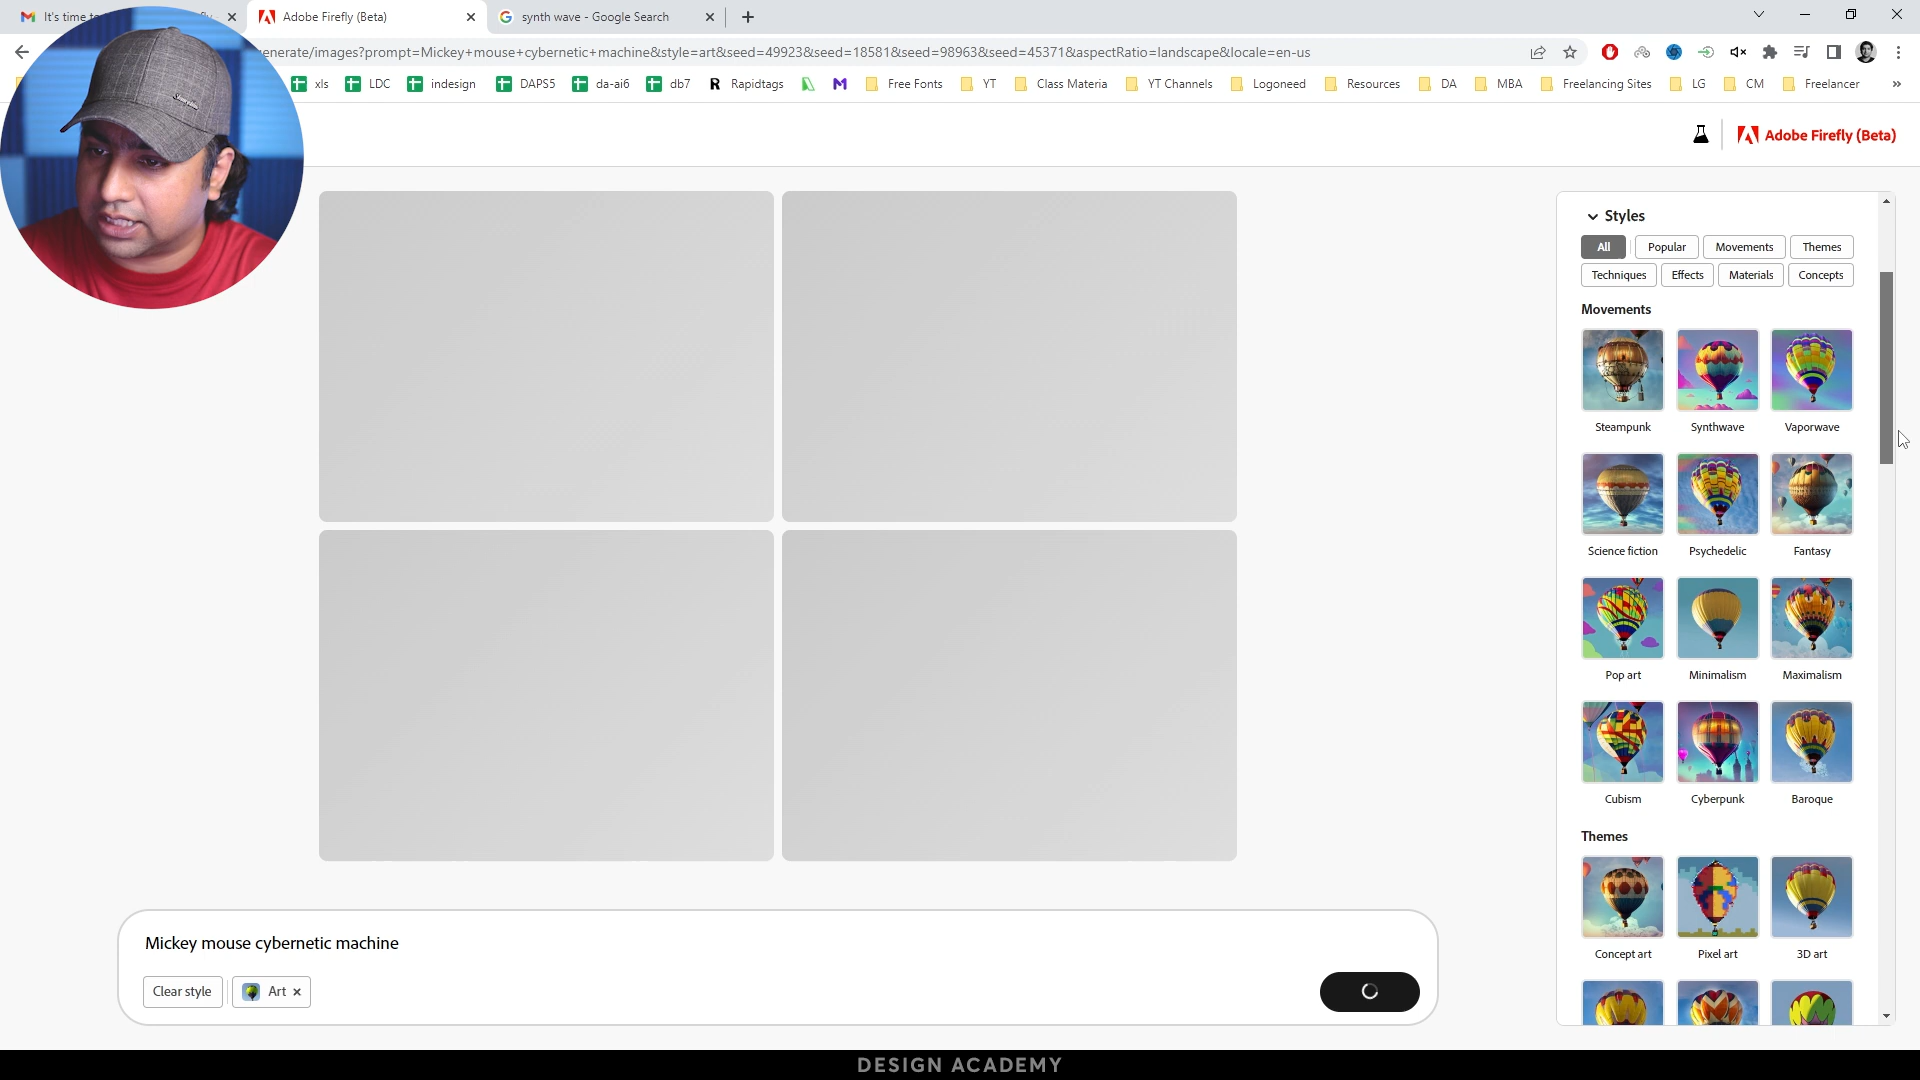 It's time t
Adobe Firefly (Beta)
synth wave - Google Search
enerate/images?prompt=Mickey+mouse+cybernetic+machine&style=art&seed=49923&seed=18581&seed=98963&seed=45371&aspectRatio=landscape&locale=en-us
xls LDC indesign DAPS5 da-ai6 db7 R Rapidtags Free Fonts YT Class Materia YT Channels Logoneed Resources DA MBA Freelancing Sites LG CM Freelancer »
Adobe Firefly (Beta)
Styles
All Popular Movements Themes
Techniques Effects Materials Concepts
Movements
Steampunk Synthwave Vaporwave
Science fiction Psychedelic Fantasy
Pop art Minimalism Maximalism
Cubism Cyberpunk Baroque
Themes
Concept art Pixel art 3D art
Mickey mouse cybernetic machine
Clear style Art
DESIGN ACADEMY